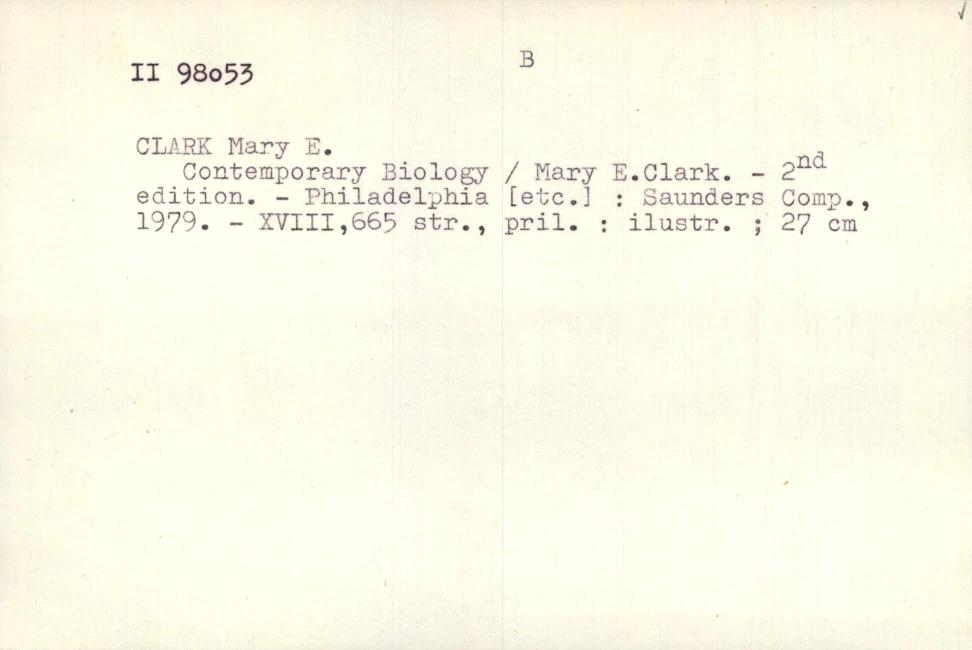 B
II 98o53
CLARK Mary E.
Contemporary Biology / Mary E.Clark. - 2nd
edition. - Philadelphia [etc.] : Saunders Comp.,
1979. - XVIII,665 str., pril. : ilustr. ; 27 cm